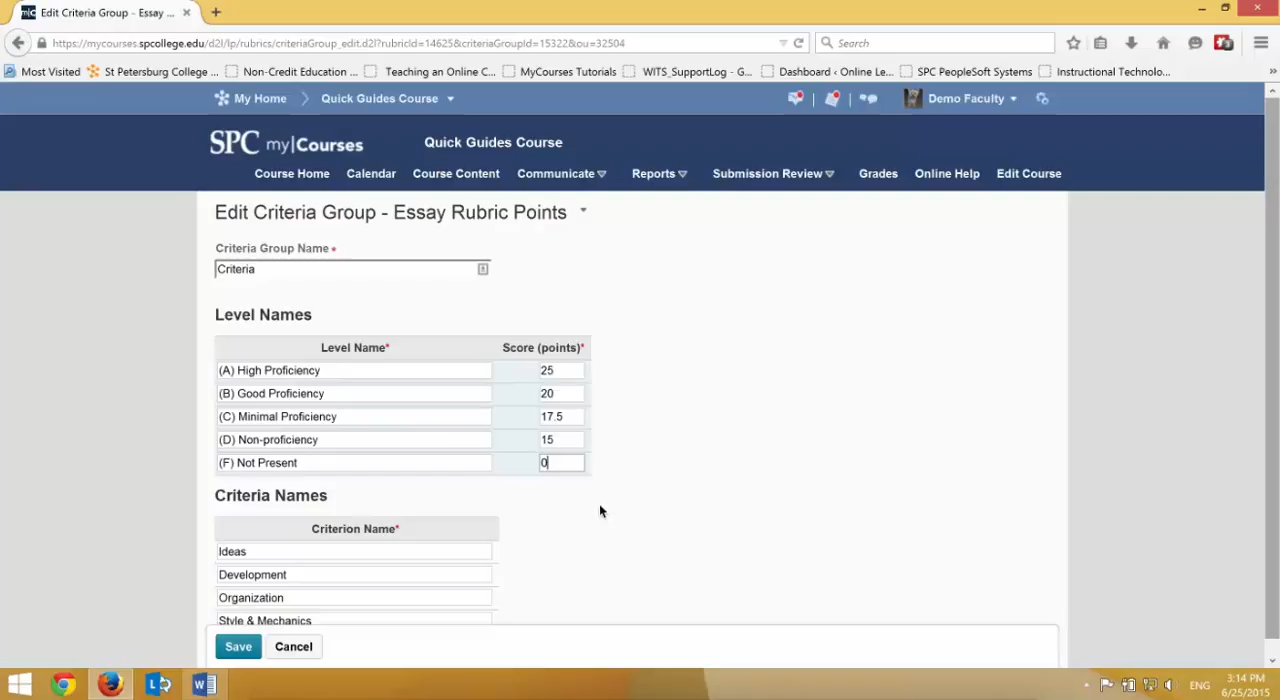 Edit Criteria Group - Essay ...
https://mycourses.spcollege.edu/d2l/lp/rubrics/criteriaGroup_edit.d2l?rubricId=14625&criteriaGroupId=15322&ou=32504
Search
Most Visited St Petersburg College ... Non-Credit Education ... Teaching an Online C... MyCourses Tutorials WITS_SupportLog - G... Dashboard ‹ Online Le... SPC PeopleSoft Systems Instructional Technolo...
My Home Quick Guides Course Demo Faculty
SPC my|Courses Quick Guides Course
Course Home Calendar Course Content Communicate Reports Submission Review Grades Online Help Edit Course
Edit Criteria Group - Essay Rubric Points
Criteria Group Name *
Criteria
Level Names
Level Name* Score (points)*
(A) High Proficiency 25
(B) Good Proficiency 20
(C) Minimal Proficiency 17.5
(D) Non-proficiency 15
(F) Not Present 0
Criteria Names
Criterion Name*
Ideas
Development
Organization
Style & Mechanics
Save Cancel
ENG 3:14 PM
6/25/2015